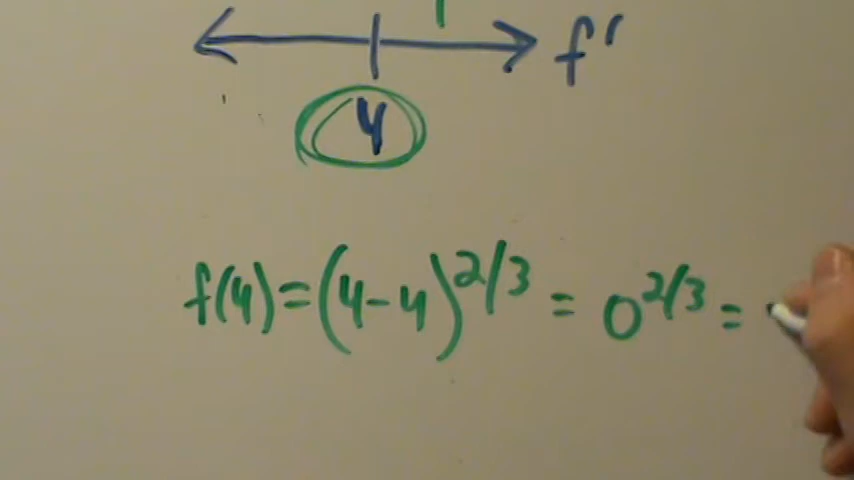 f'
4
f(4) = (4-4)^2/3 = 0^2/3 =